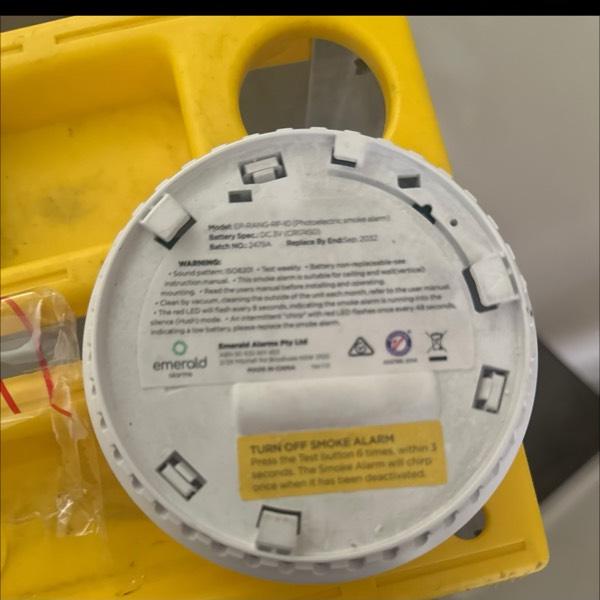 Model: EP-RANG-RF-10 (Photoelectric smoke alarm)
Battery Spec.: DC 3V (CR17450)
Batch NO.: 2475A Replace By End: Sep. 2032
WARNING:
• Sound pattern: ISO8201 • Test weekly • Battery non-replaceable-see
instruction manual. • This smoke alarm is suitable for ceiling and wall(vertical)
mounting. • Read the users manual before installing and operating.
• Clean by vacuum, cleaning the outside of the unit each month, refer to the user manual.
• The red LED will flash every 8 seconds, indicating the smoke alarm is running into the
silence (Hush) mode. • An intermittent "chirp" with red LED flashes once every 48 seconds,
indicating a low battery, please replace the smoke alarm.
emerald
alarms
Emerald Alarms Pty Ltd
MADE IN CHINA
TURN OFF SMOKE ALARM
Press the Test button 6 times, within 3
seconds. The Smoke Alarm will chirp
once when it has been deactivated.